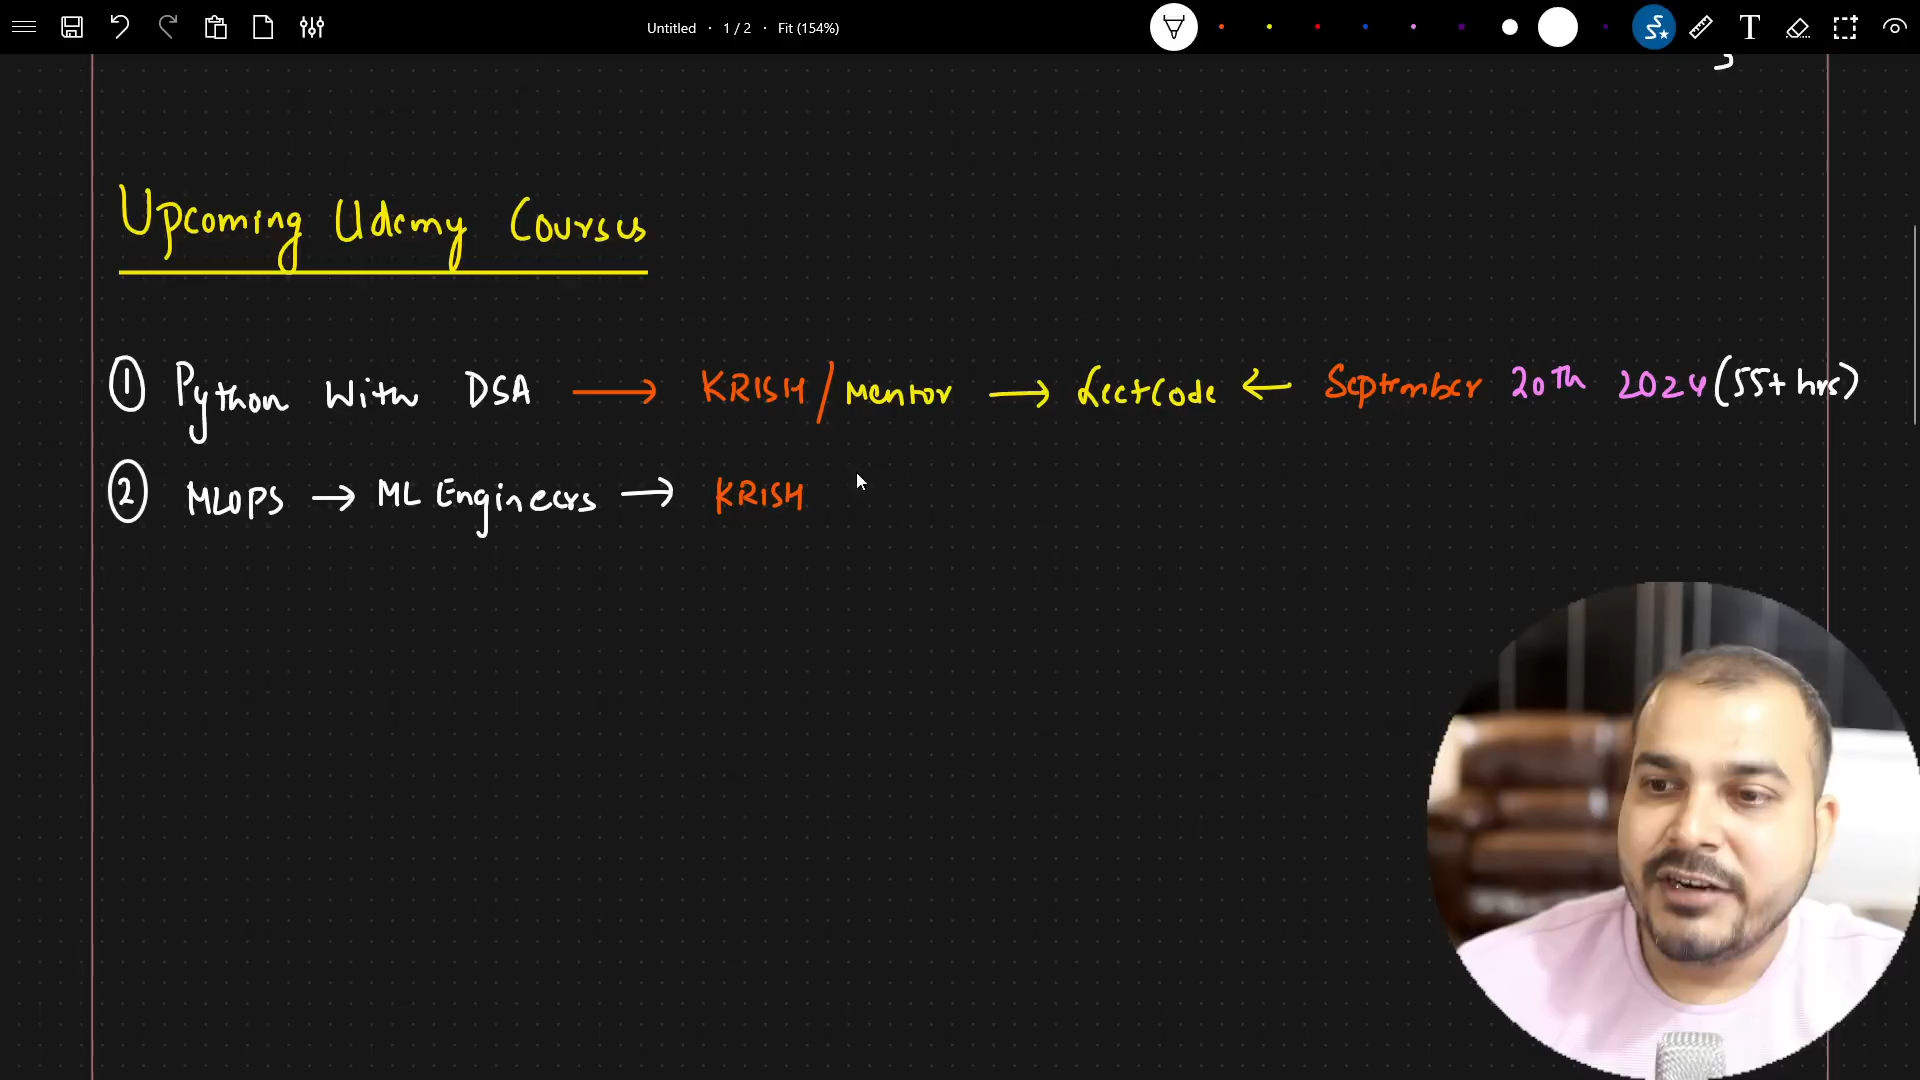 Untitled · 1 / 2 · Fit (154%)
T
Upcoming Udemy Courses
① Python With DSA → KRISH / Mentor → LeetCode ← September 20Th 2024 (55+ hrs)
② MLOPS → ML Engineers → KRISH